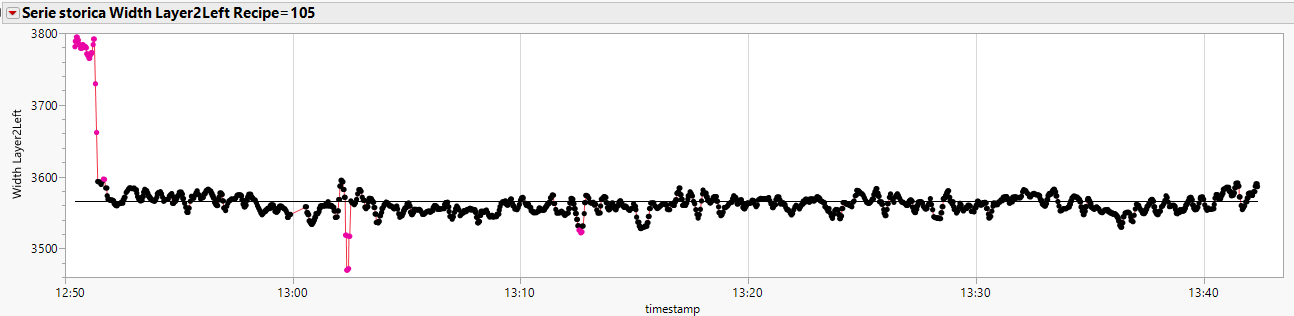 Serie storica Width Layer2Left Recipe=105
3800
3700
3600
3500
Width Layer2Left
12:50 13:00 13:10 13:20 13:30 13:40
timestamp